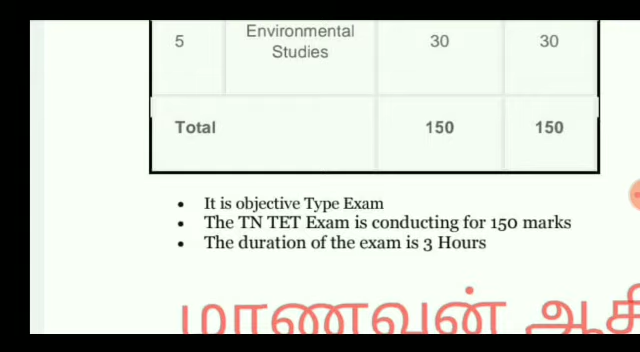 5 Environmental Studies 30 30
Total 150 150
It is objective Type Exam
The TN TET Exam is conducting for 150 marks
The duration of the exam is 3 Hours
மாணவன்